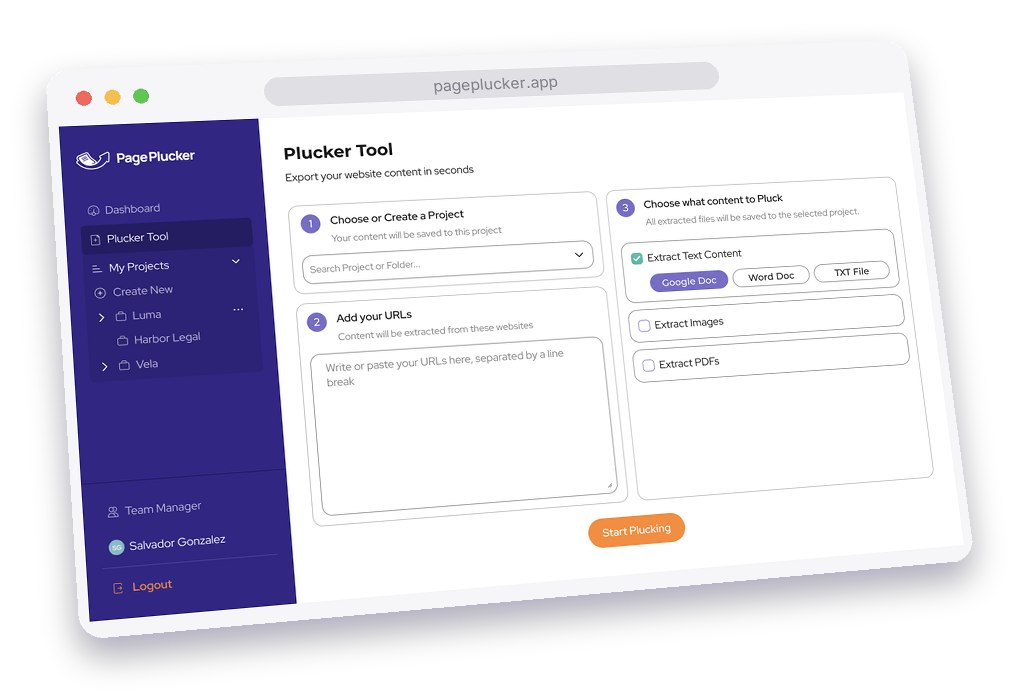 pageplucker.app
PagePlucker
Dashboard
Plucker Tool
My Projects
Create New
Luma
Harbor Legal
Vela
Team Manager
SG
Salvador Gonzalez
Logout
Plucker Tool
Export your website content in seconds
1
Choose or Create a Project
Your content will be saved to this project
Search Project or Folder...
2
Add your URLs
Content will be extracted from these websites
Write or paste your URLs here, separated by a line
break
3
Choose what content to Pluck
All extracted files will be saved to the selected project.
Extract Text Content
Google Doc
Word Doc
TXT File
Extract Images
Extract PDFs
Start Plucking